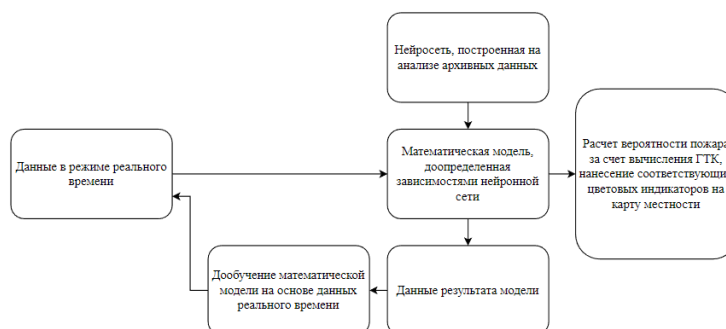 Нейросеть, построенная на
анализе архивных данных
Данные в режиме реального
времени
Математическая модель,
доопределенная
зависимостями нейронной
сети
Расчет вероятности пожара
за счет вычисления ГТК,
нанесение соответствующи
цветовых индикаторов на
карту местности
Дообучение математической
модели на основе данных
реального времени
Данные результата модели